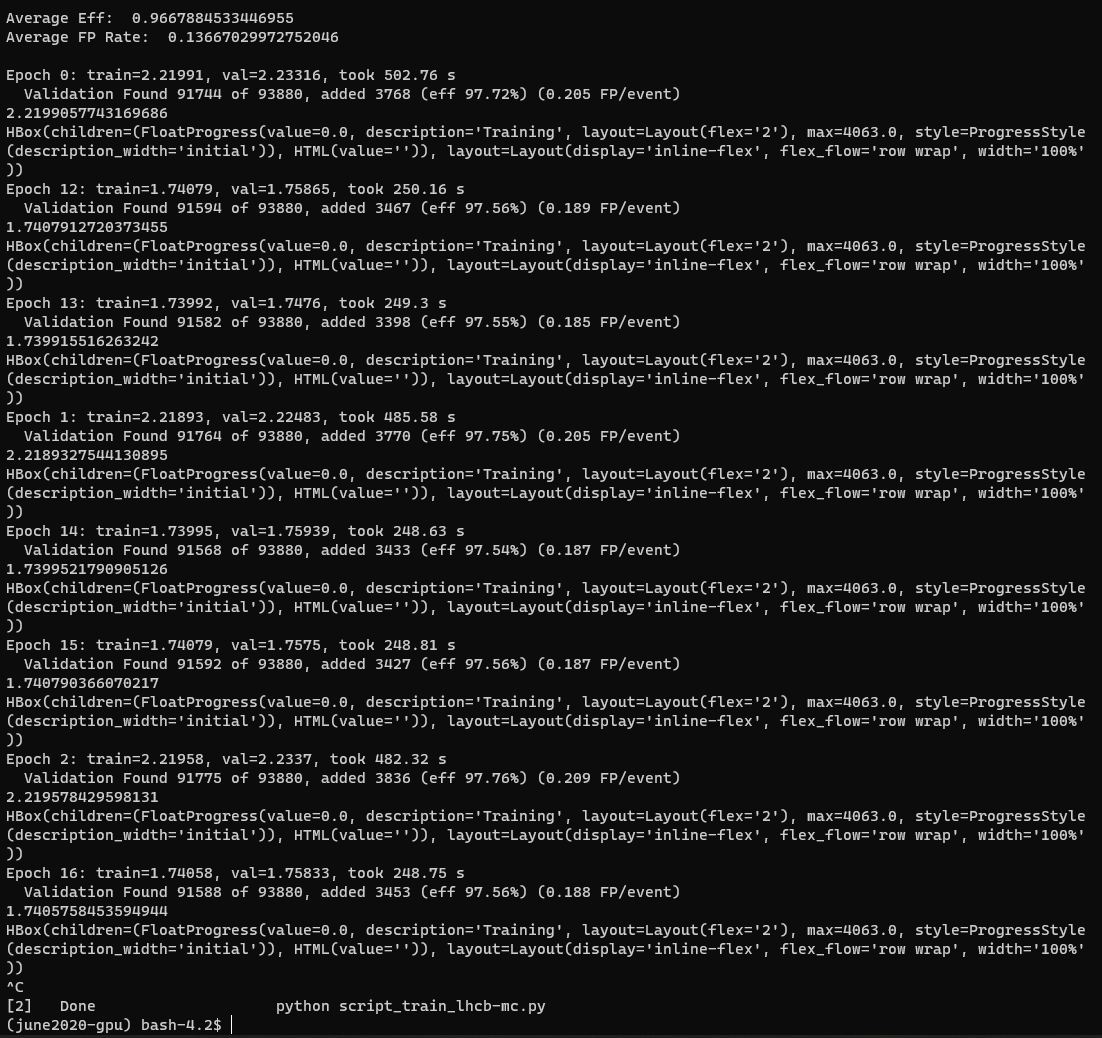 Average Eff:  0.9667884533446955
Average FP Rate:  0.13667029972752046
Epoch 0: train=2.21991, val=2.23316, took 502.76 s
  Validation Found 91744 of 93880, added 3768 (eff 97.72%) (0.205 FP/event)
2.2199057743169686
HBox(children=(FloatProgress(value=0.0, description='Training', layout=Layout(flex='2'), max=4063.0, style=ProgressStyle
(description_width='initial')), HTML(value='')), layout=Layout(display='inline-flex', flex_flow='row wrap', width='100%'
))
Epoch 12: train=1.74079, val=1.75865, took 250.16 s
  Validation Found 91594 of 93880, added 3467 (eff 97.56%) (0.189 FP/event)
1.7407912720373455
HBox(children=(FloatProgress(value=0.0, description='Training', layout=Layout(flex='2'), max=4063.0, style=ProgressStyle
(description_width='initial')), HTML(value='')), layout=Layout(display='inline-flex', flex_flow='row wrap', width='100%'
))
Epoch 13: train=1.73992, val=1.7476, took 249.3 s
  Validation Found 91582 of 93880, added 3398 (eff 97.55%) (0.185 FP/event)
1.739915516263242
HBox(children=(FloatProgress(value=0.0, description='Training', layout=Layout(flex='2'), max=4063.0, style=ProgressStyle
(description_width='initial')), HTML(value='')), layout=Layout(display='inline-flex', flex_flow='row wrap', width='100%'
))
Epoch 1: train=2.21893, val=2.22483, took 485.58 s
  Validation Found 91764 of 93880, added 3770 (eff 97.75%) (0.205 FP/event)
2.2189327544130895
HBox(children=(FloatProgress(value=0.0, description='Training', layout=Layout(flex='2'), max=4063.0, style=ProgressStyle
(description_width='initial')), HTML(value='')), layout=Layout(display='inline-flex', flex_flow='row wrap', width='100%'
))
Epoch 14: train=1.73995, val=1.75939, took 248.63 s
  Validation Found 91568 of 93880, added 3433 (eff 97.54%) (0.187 FP/event)
1.7399521790905126
HBox(children=(FloatProgress(value=0.0, description='Training', layout=Layout(flex='2'), max=4063.0, style=ProgressStyle
(description_width='initial')), HTML(value='')), layout=Layout(display='inline-flex', flex_flow='row wrap', width='100%'
))
Epoch 15: train=1.74079, val=1.7575, took 248.81 s
  Validation Found 91592 of 93880, added 3427 (eff 97.56%) (0.187 FP/event)
1.740790366070217
HBox(children=(FloatProgress(value=0.0, description='Training', layout=Layout(flex='2'), max=4063.0, style=ProgressStyle
(description_width='initial')), HTML(value='')), layout=Layout(display='inline-flex', flex_flow='row wrap', width='100%'
))
Epoch 2: train=2.21958, val=2.2337, took 482.32 s
  Validation Found 91775 of 93880, added 3836 (eff 97.76%) (0.209 FP/event)
2.219578429598131
HBox(children=(FloatProgress(value=0.0, description='Training', layout=Layout(flex='2'), max=4063.0, style=ProgressStyle
(description_width='initial')), HTML(value='')), layout=Layout(display='inline-flex', flex_flow='row wrap', width='100%'
))
Epoch 16: train=1.74058, val=1.75833, took 248.75 s
  Validation Found 91588 of 93880, added 3453 (eff 97.56%) (0.188 FP/event)
1.7405758453594944
HBox(children=(FloatProgress(value=0.0, description='Training', layout=Layout(flex='2'), max=4063.0, style=ProgressStyle
(description_width='initial')), HTML(value='')), layout=Layout(display='inline-flex', flex_flow='row wrap', width='100%'
))
^C
[2]   Done                    python script_train_lhcb-mc.py
(june2020-gpu) bash-4.2$